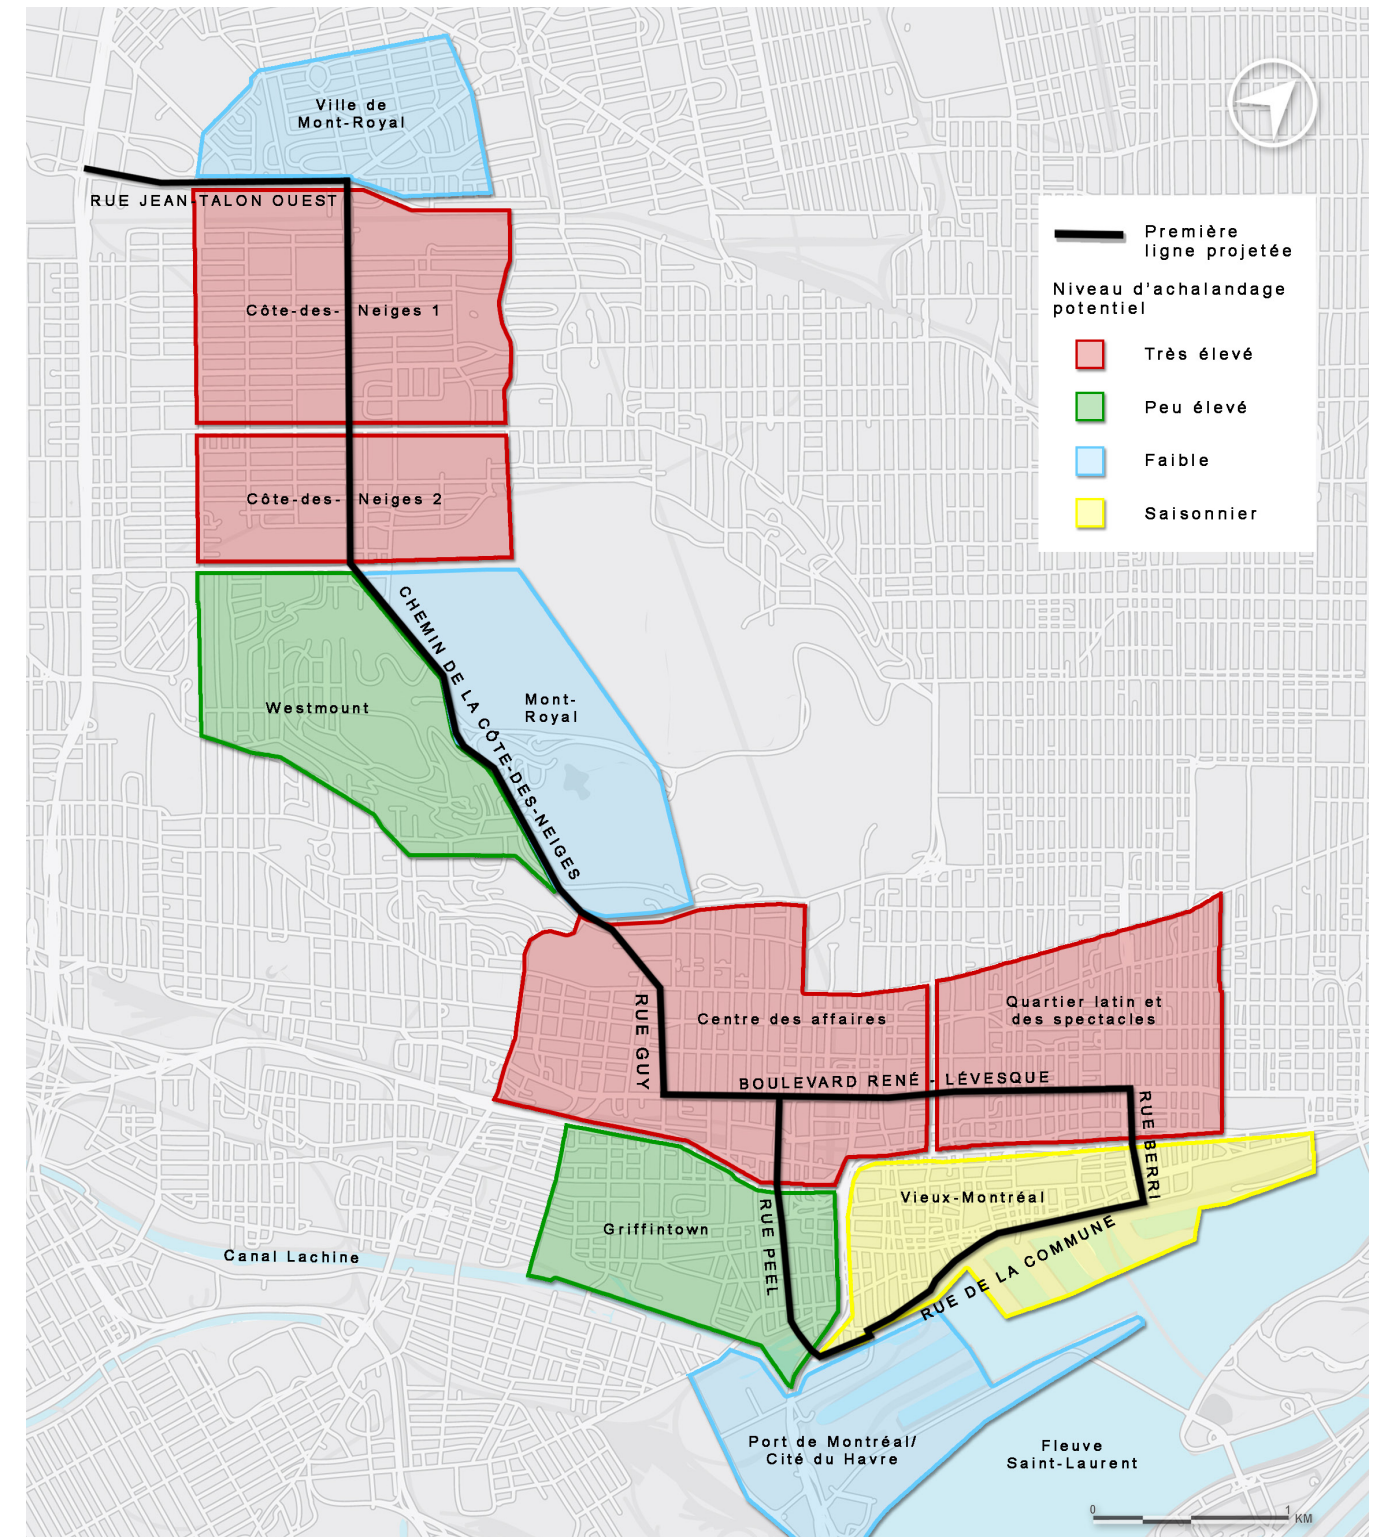 Ville de
Mont-Royal
RUE JEAN-TALON OUEST
Première
ligne projetée
Niveau d'achalandage
potentiel
Très élevé
Peu élevé
Faible
Saisonnier
Côte-des- Neiges 1
Côte-des- Neiges 2
CHEMIN DE LA CÔTE-DES-NEIGES
Westmount
Mont-
Royal
RUE GUY
Centre des affaires
Quartier latin et
des spectacles
BOULEVARD RENÉ - LÉVESQUE
RUE BERRI
Vieux-Montréal
Griffintown
RUE PEEL
RUE DE LA COMMUNE
Canal Lachine
Port de Montréal/
Cité du Havre
Fleuve
Saint-Laurent
0 1
KM